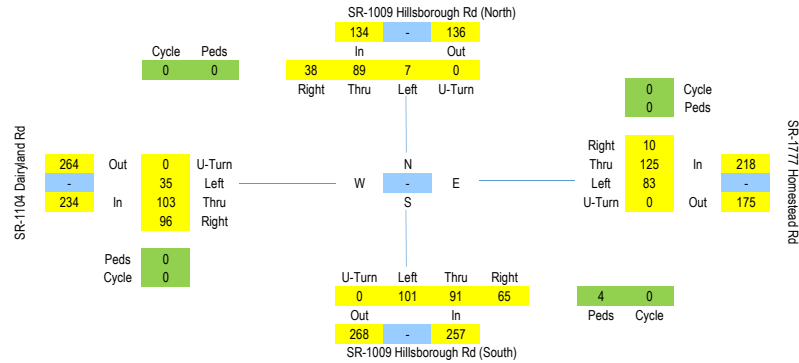 SR-1009 Hillsborough Rd (North)
134 - 136
Cycle Peds In Out
0 0 38 89 7 0
Right Thru Left U-Turn
0 Cycle
0 Peds
SR-1104 Dairyland Rd
264 Out 0 U-Turn
- 35 Left
234 In 103 Thru
96 Right
N
W - E
S
Right 10
Thru 125 In 218
Left 83 -
U-Turn 0 Out 175
SR-1777 Homestead Rd
Peds 0
Cycle 0
U-Turn Left Thru Right
0 101 91 65 4 0
Out In Peds Cycle
268 - 257
SR-1009 Hillsborough Rd (South)